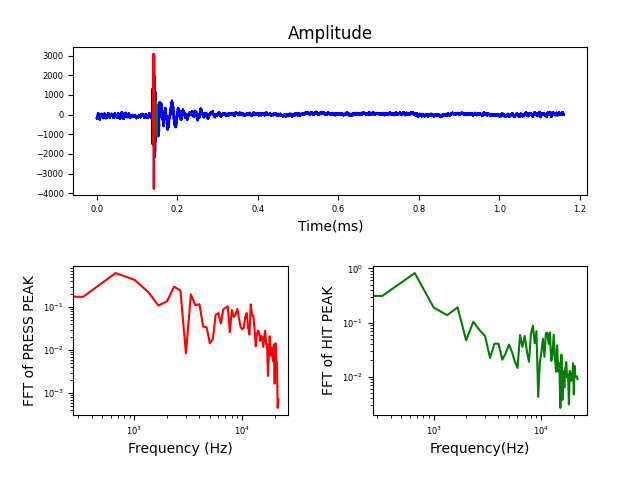 Amplitude
3000
2000
1000
0
−1000
−2000
−3000
−4000
0.0 0.2 0.4 0.6 0.8 1.0 1.2
Time(ms)
FFT of PRESS PEAK
10⁻¹
10⁻²
10⁻³
10³ 10⁴
Frequency (Hz)
FFT of HIT PEAK
10⁰
10⁻¹
10⁻²
10³ 10⁴
Frequency(Hz)